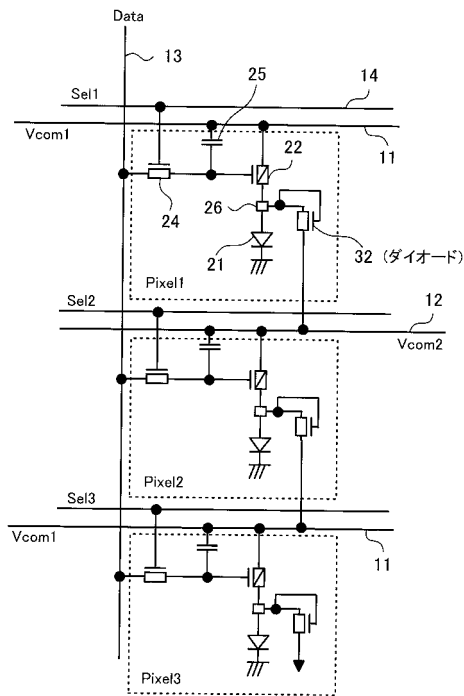 Data
13
Sel1
25
14
Vcom1
11
22
24
26
21
32 (ダイオード)
Pixel1
Sel2
12
Vcom2
Pixel2
Sel3
Vcom1
11
Pixel3